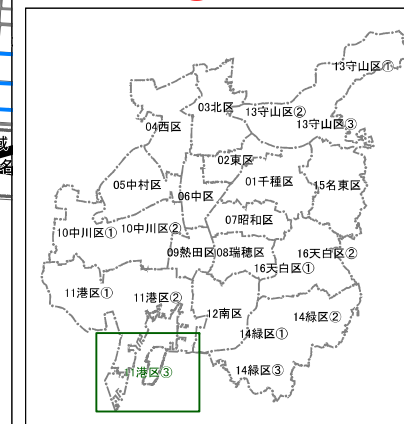 13守山区①
03北区
13守山区②
04西区
13守山区③
02東区
05中村区
01千種区
15名東区
06中区
07昭和区
10中川区①
10中川区②
09熱田区
08瑞穂区
16天白区②
16天白区①
11港区①
11港区②
12南区
14緑区②
14緑区①
港区③
14緑区③